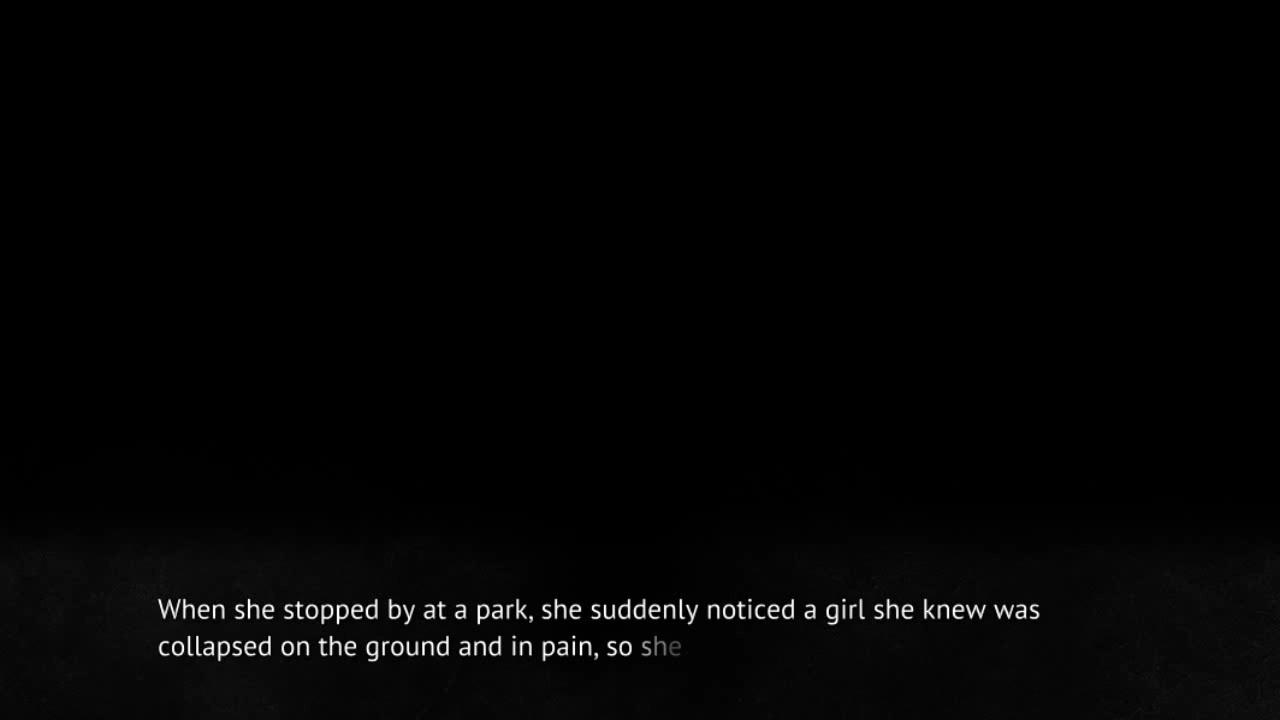 When she stopped by at a park, she suddenly noticed a girl she knew was
collapsed on the ground and in pain, so she